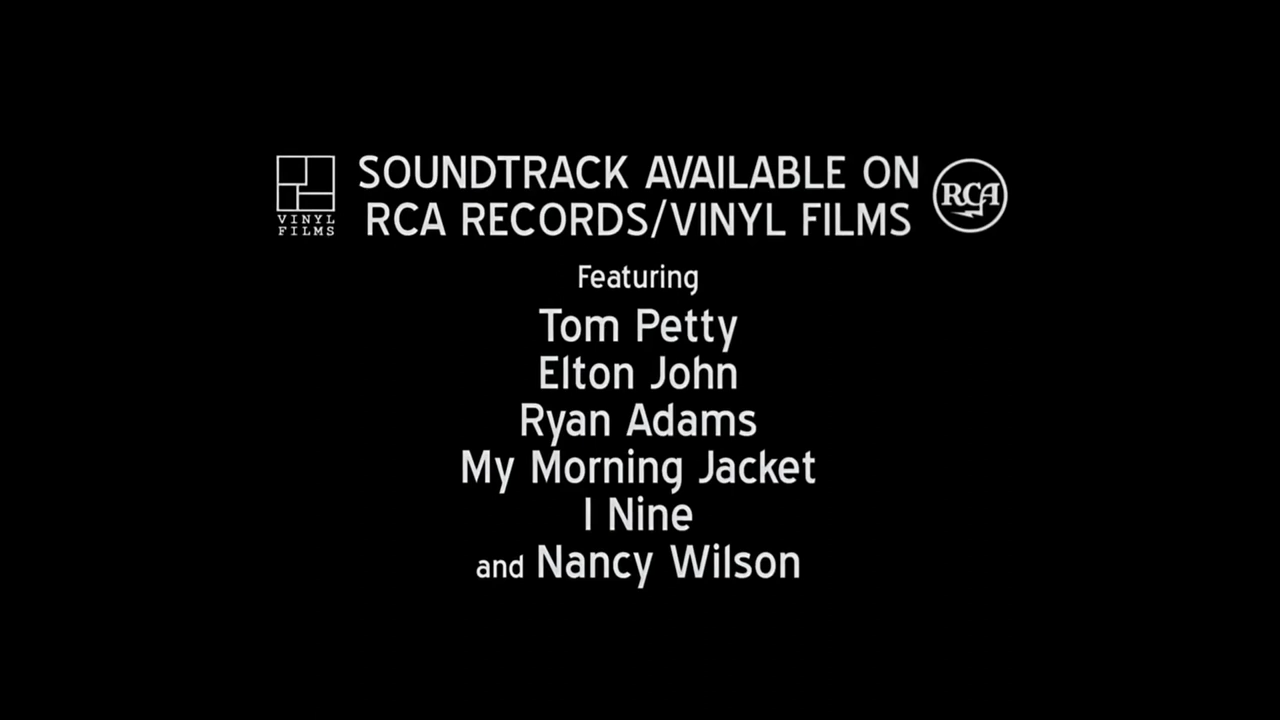 SOUNDTRACK AVAILABLE ON
RCA RECORDS/VINYL FILMS
VINYL
FILMS
RCA
Featuring
Tom Petty
Elton John
Ryan Adams
My Morning Jacket
I Nine
and Nancy Wilson